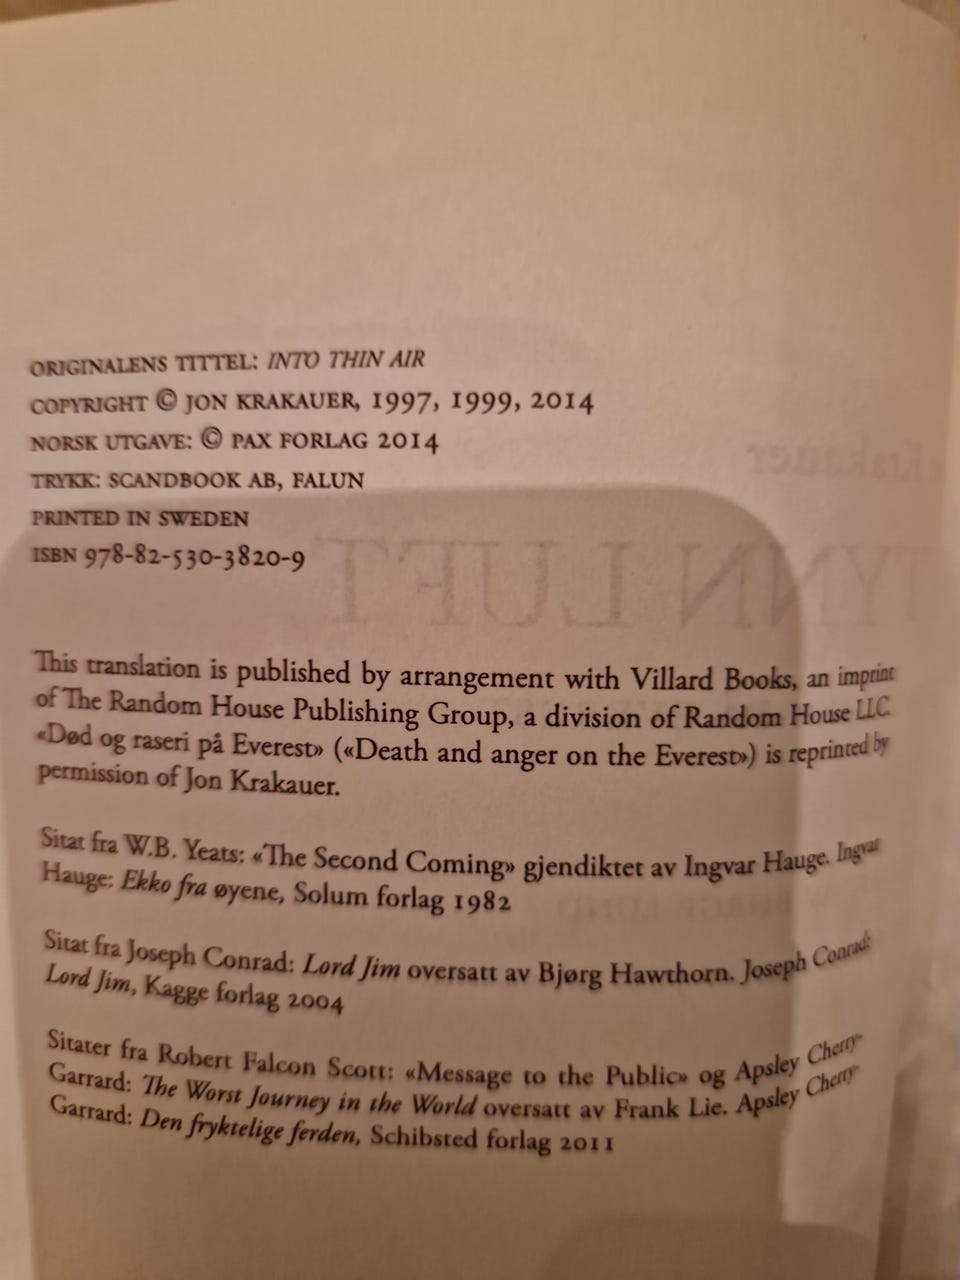 ORIGINALENS TITTEL: INTO THIN AIR
COPYRIGHT © JON KRAKAUER, 1997, 1999, 2014
NORSK UTGAVE: © PAX FORLAG 2014
TRYKK: SCANDBOOK AB, FALUN
PRINTED IN SWEDEN
ISBN 978-82-530-3820-9
This translation is published by arrangement with Villard Books, an imprint
of The Random House Publishing Group, a division of Random House LLC
«Død og raseri på Everest» («Death and anger on the Everest») is reprinted by
permission of Jon Krakauer.
Sitat fra W.B. Yeats: «The Second Coming» gjendiktet av Ingvar Hauge. Ingvar
Hauge: Ekko fra øyene, Solum forlag 1982
Sitat fra Joseph Conrad: Lord Jim oversatt av Bjørg Hawthorn. Joseph Conrad:
Lord Jim, Kagge forlag 2004
Sitater fra Robert Falcon Scott: «Message to the Public» og Apsley Cherry-
Garrard: The Worst Journey in the World oversatt av Frank Lie. Apsley Cherry-
Garrard: Den fryktelige ferden, Schibsted forlag 2011